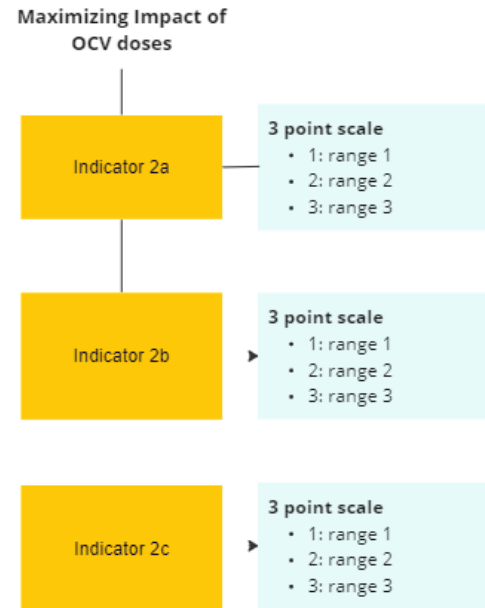 Maximizing Impact of
OCV doses
Indicator 2a
3 point scale
• 1: range 1
• 2: range 2
• 3: range 3
Indicator 2b
3 point scale
• 1: range 1
• 2: range 2
• 3: range 3
Indicator 2c
3 point scale
• 1: range 1
• 2: range 2
• 3: range 3